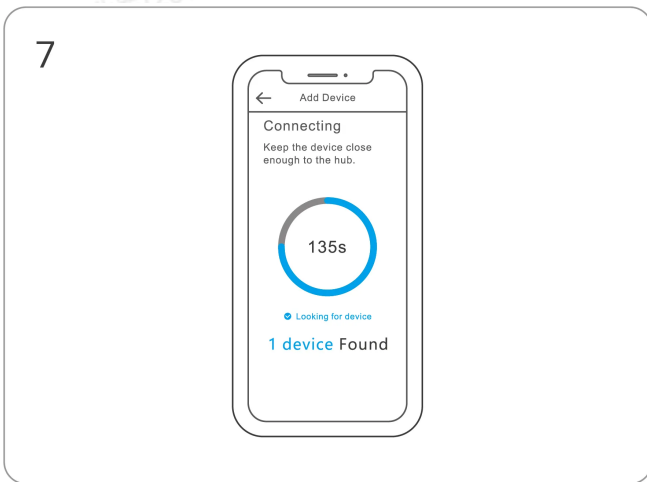 7
Add Device
Connecting
Keep the device close
enough to the hub.
135s
Looking for device
1 device Found